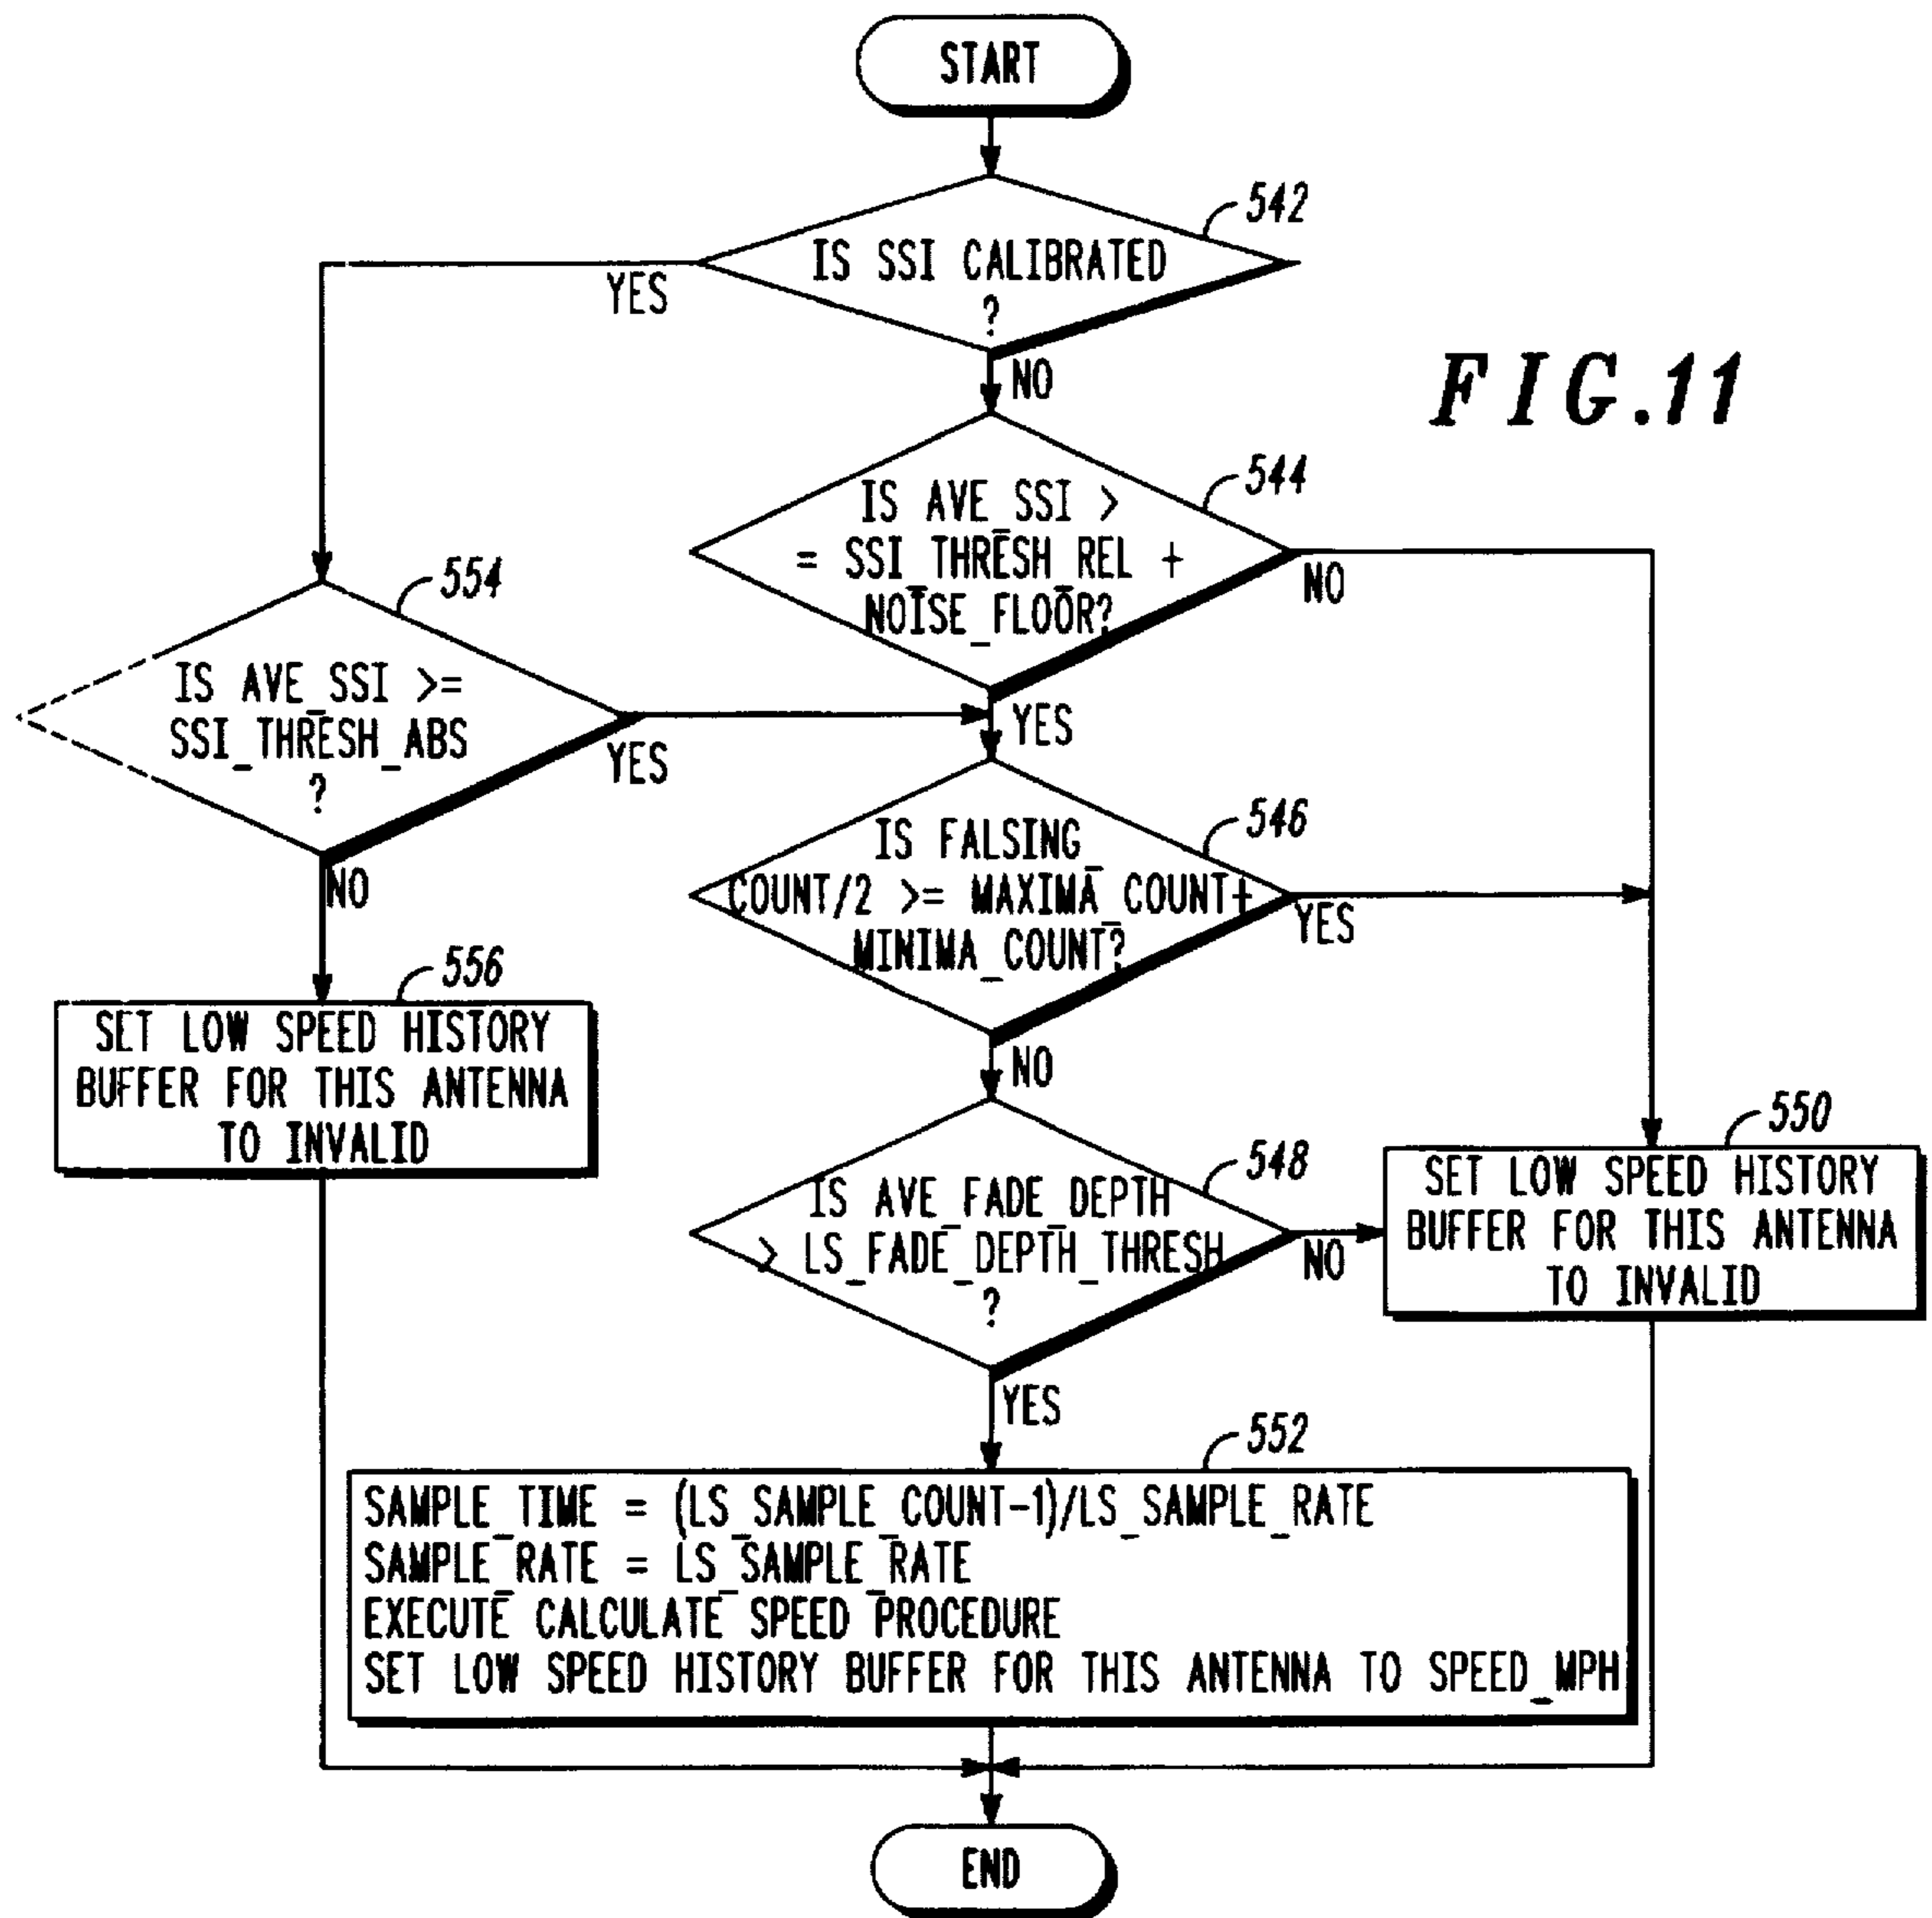 START
542
IS SSI CALIBRATED
?
YES
NO
FIG.11
544
IS AVE_SSI >
= SSI_THRESH_REL +
NOISE_FLOOR?
NO
554
IS AVE_SSI >=
SSI_THRESH_ABS
?
YES
YES
NO
546
IS FALSING_
COUNT/2 >= MAXIMA_COUNT+
MINIMA_COUNT?
YES
NO
556
SET LOW SPEED HISTORY
BUFFER FOR THIS ANTENNA
TO INVALID
548
IS AVE_FADE_DEPTH
> LS_FADE_DEPTH_THRESH
?
NO
YES
550
SET LOW SPEED HISTORY
BUFFER FOR THIS ANTENNA
TO INVALID
552
SAMPLE_TIME = (LS_SAMPLE_COUNT-1)/LS_SAMPLE_RATE
SAMPLE_RATE = LS_SAMPLE_RATE
EXECUTE CALCULATE SPEED PROCEDURE
SET LOW SPEED HISTORY BUFFER FOR THIS ANTENNA TO SPEED_MPH
END